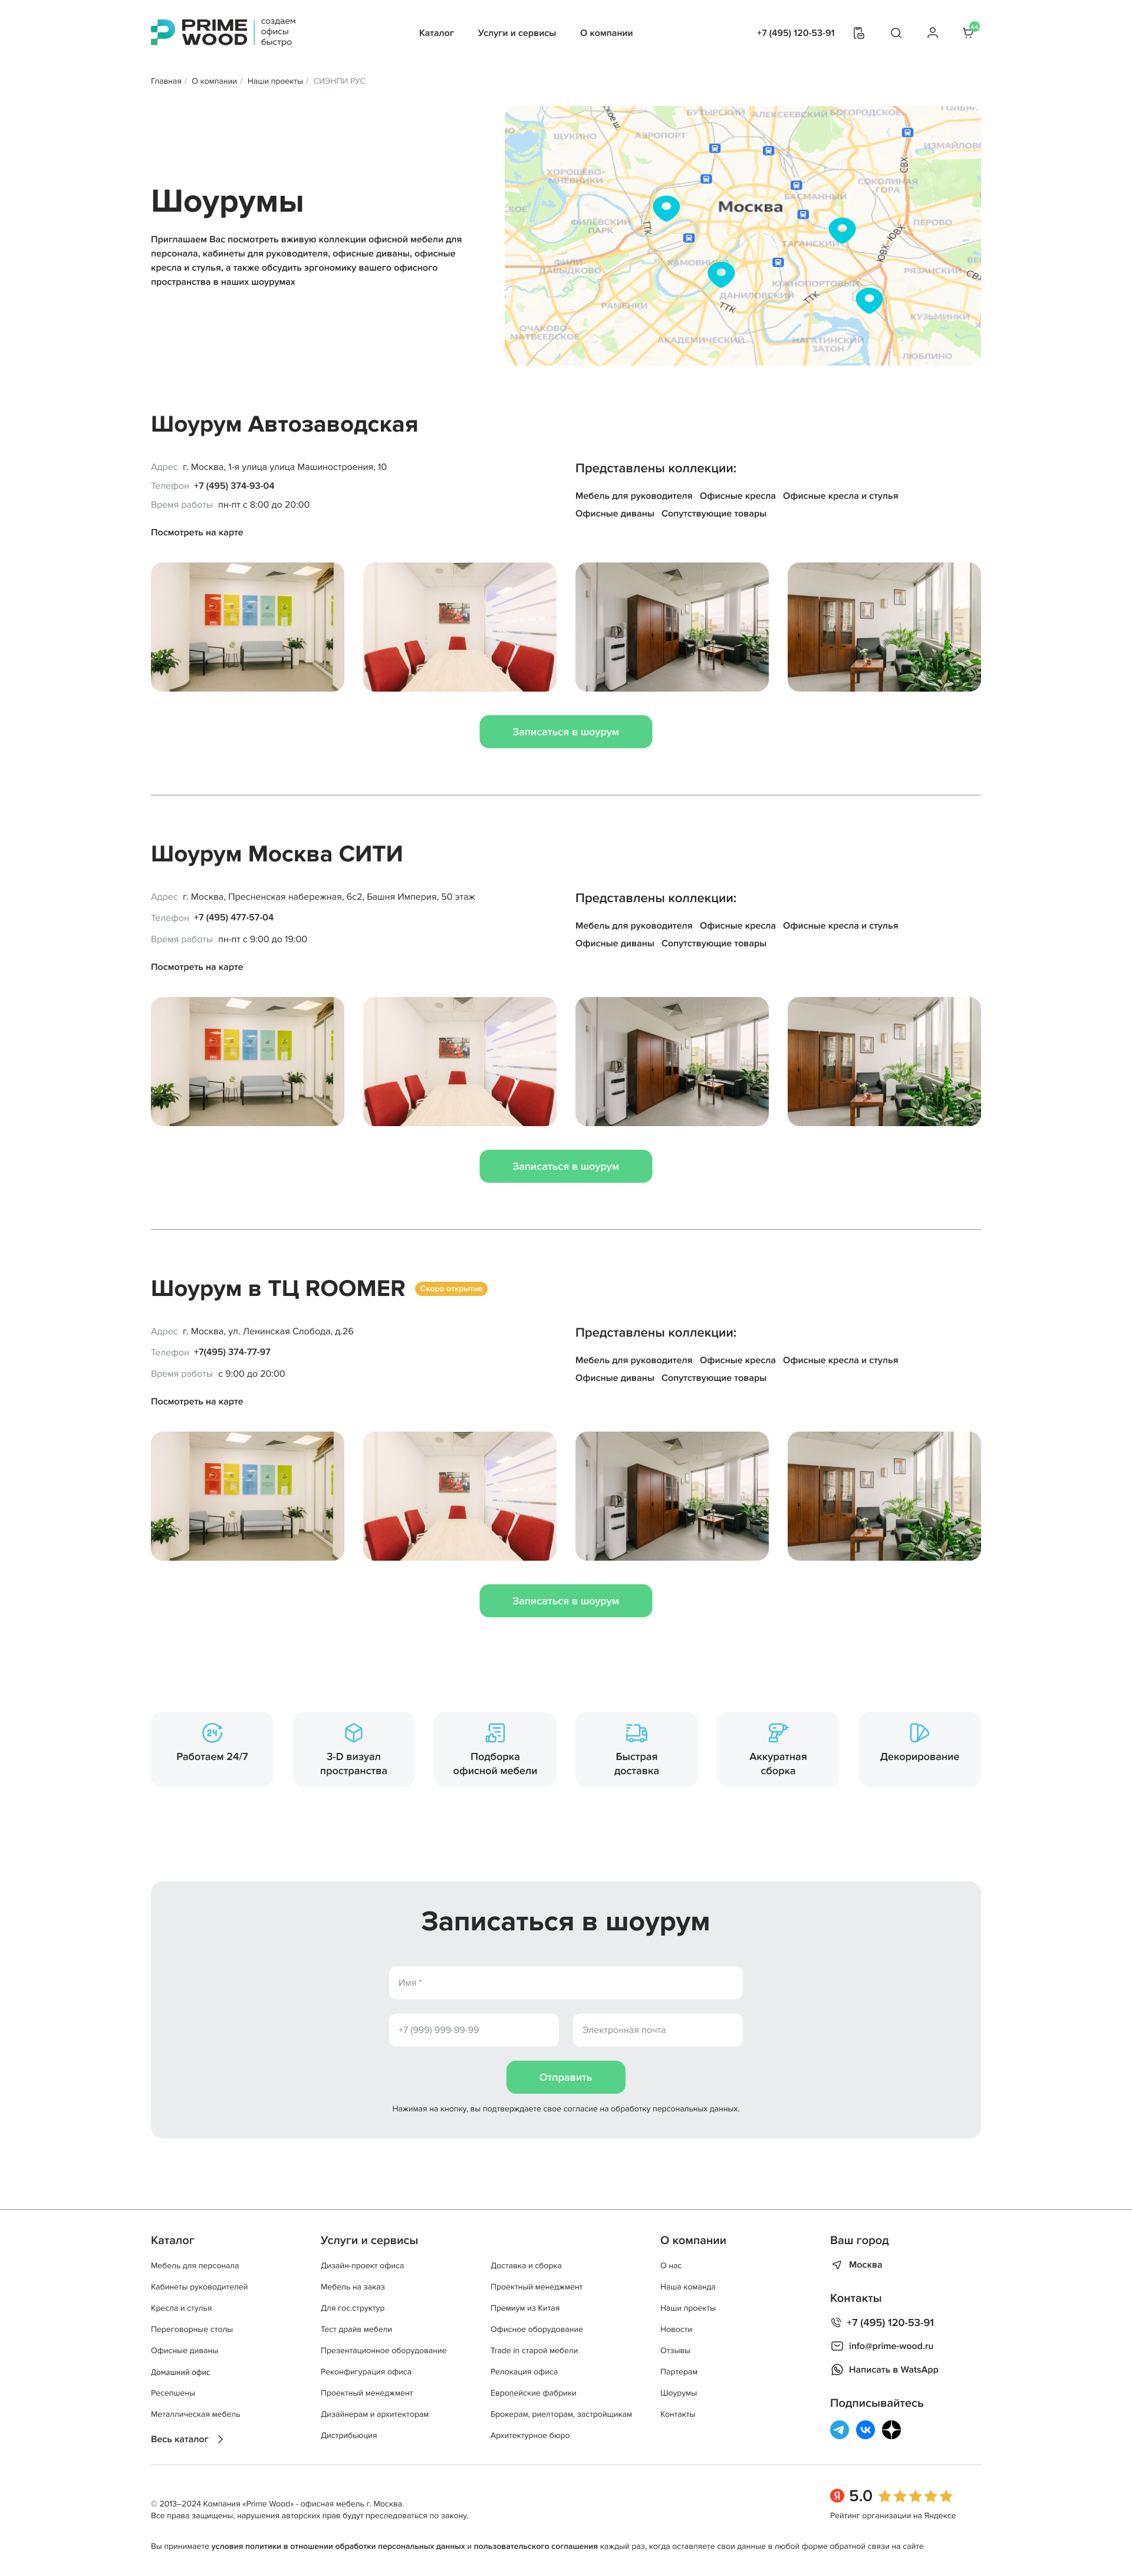 PRIME
WOOD
создаем
офисы
быстро
Каталог
Услуги и сервисы
О компании
+7 (495) 120-53-91
Главная / О компании / Наши проекты / СИЭНПИ РУС
Шоурумы
Приглашаем Вас посмотреть вживую коллекции офисной мебели для
персонала, кабинеты для руководителя, офисные диваны, офисные
кресла и стулья, а также обсудить эргономику вашего офисного
пространства в наших шоурумах
БУТЫРСКИЙ
АЛЕКСЕЕВСКИЙ
БОГОРОДСКОЕ
ЩУКИНО
АЭРОПОРТ
ИЗМАЙЛОВО
СВХ
ХОРОШЁВО-
МНЁВНИКИ
СОКОЛИНАЯ
ГОРА
БАСМАННЫЙ
Москва
ФИЛЁВСКИЙ
ПАРК
ТТК
ПЕРОВО
ЮВХ
ЮВХ
ТАГАНСКИЙ
ФИЛИ-
ДАВЫДКОВО
ХАМОВНИКИ
РЯЗАНСКИЙ
ЮЖНОПОРТОВЫЙ
ДАНИЛОВСКИЙ
ТТК
РАМЕНКИ
ТТК
КУЗЬМИНКИ
ОЧАКОВО-
МАТВЕЕВСКОЕ
АКАДЕМИЧЕСКИЙ
НАГАТИНСКИЙ
ЗАТОН
ЛЮБЛИНО
Шоурум Автозаводская
Адрес г. Москва, 1-я улица улица Машиностроения, 10
Телефон +7 (495) 374-93-04
Время работы пн-пт с 8:00 до 20:00
Посмотреть на карте
Представлены коллекции:
Мебель для руководителя Офисные кресла Офисные кресла и стулья
Офисные диваны Сопутствующие товары
Записаться в шоурум
Шоурум Москва СИТИ
Адрес г. Москва, Пресненская набережная, 6с2, Башня Империя, 50 этаж
Телефон +7 (495) 477-57-04
Время работы пн-пт с 9:00 до 19:00
Посмотреть на карте
Представлены коллекции:
Мебель для руководителя Офисные кресла Офисные кресла и стулья
Офисные диваны Сопутствующие товары
Записаться в шоурум
Шоурум в ТЦ ROOMER
Скоро открытие
Адрес г. Москва, ул. Ленинская Слобода, д.26
Телефон +7(495) 374-77-97
Время работы с 9:00 до 20:00
Посмотреть на карте
Представлены коллекции:
Мебель для руководителя Офисные кресла Офисные кресла и стулья
Офисные диваны Сопутствующие товары
Записаться в шоурум
24
Работаем 24/7
3-D визуал
пространства
Подборка
офисной мебели
Быстрая
доставка
Аккуратная
сборка
Декорирование
Записаться в шоурум
Имя *
+7 (999) 999-99-99
Электронная почта
Отправить
Нажимая на кнопку, вы подтверждаете свое согласие на обработку персональных данных.
Каталог
Мебель для персонала
Кабинеты руководителей
Кресла и стулья
Переговорные столы
Офисные диваны
Домашний офис
Ресепшены
Металлическая мебель
Весь каталог
Услуги и сервисы
Дизайн-проект офиса
Мебель на заказ
Для гос.структур
Тест драйв мебели
Презентационное оборудование
Реконфигурация офиса
Проектный менеджмент
Дизайнерам и архитекторам
Дистрибьюция
Доставка и сборка
Проектный менеджмент
Премиум из Китая
Офисное оборудование
Trade in старой мебели
Релокация офиса
Европейские фабрики
Брокерам, риелторам, застройщикам
Архитектурное бюро
О компании
О нас
Наша команда
Наши проекты
Новости
Отзывы
Партерам
Шоурумы
Контакты
Ваш город
Москва
Контакты
+7 (495) 120-53-91
info@prime-wood.ru
Написать в WatsApp
Подписывайтесь
© 2013–2024 Компания «Prime Wood» - офисная мебель г. Москва.
Все права защищены, нарушения авторских прав будут преследоваться по закону.
Я 5.0
Рейтинг организации на Яндексе
Вы принимаете условия политики в отношении обработки персональных данных и пользовательского соглашения каждый раз, когда оставляете свои данные в любой форме обратной связи на сайте